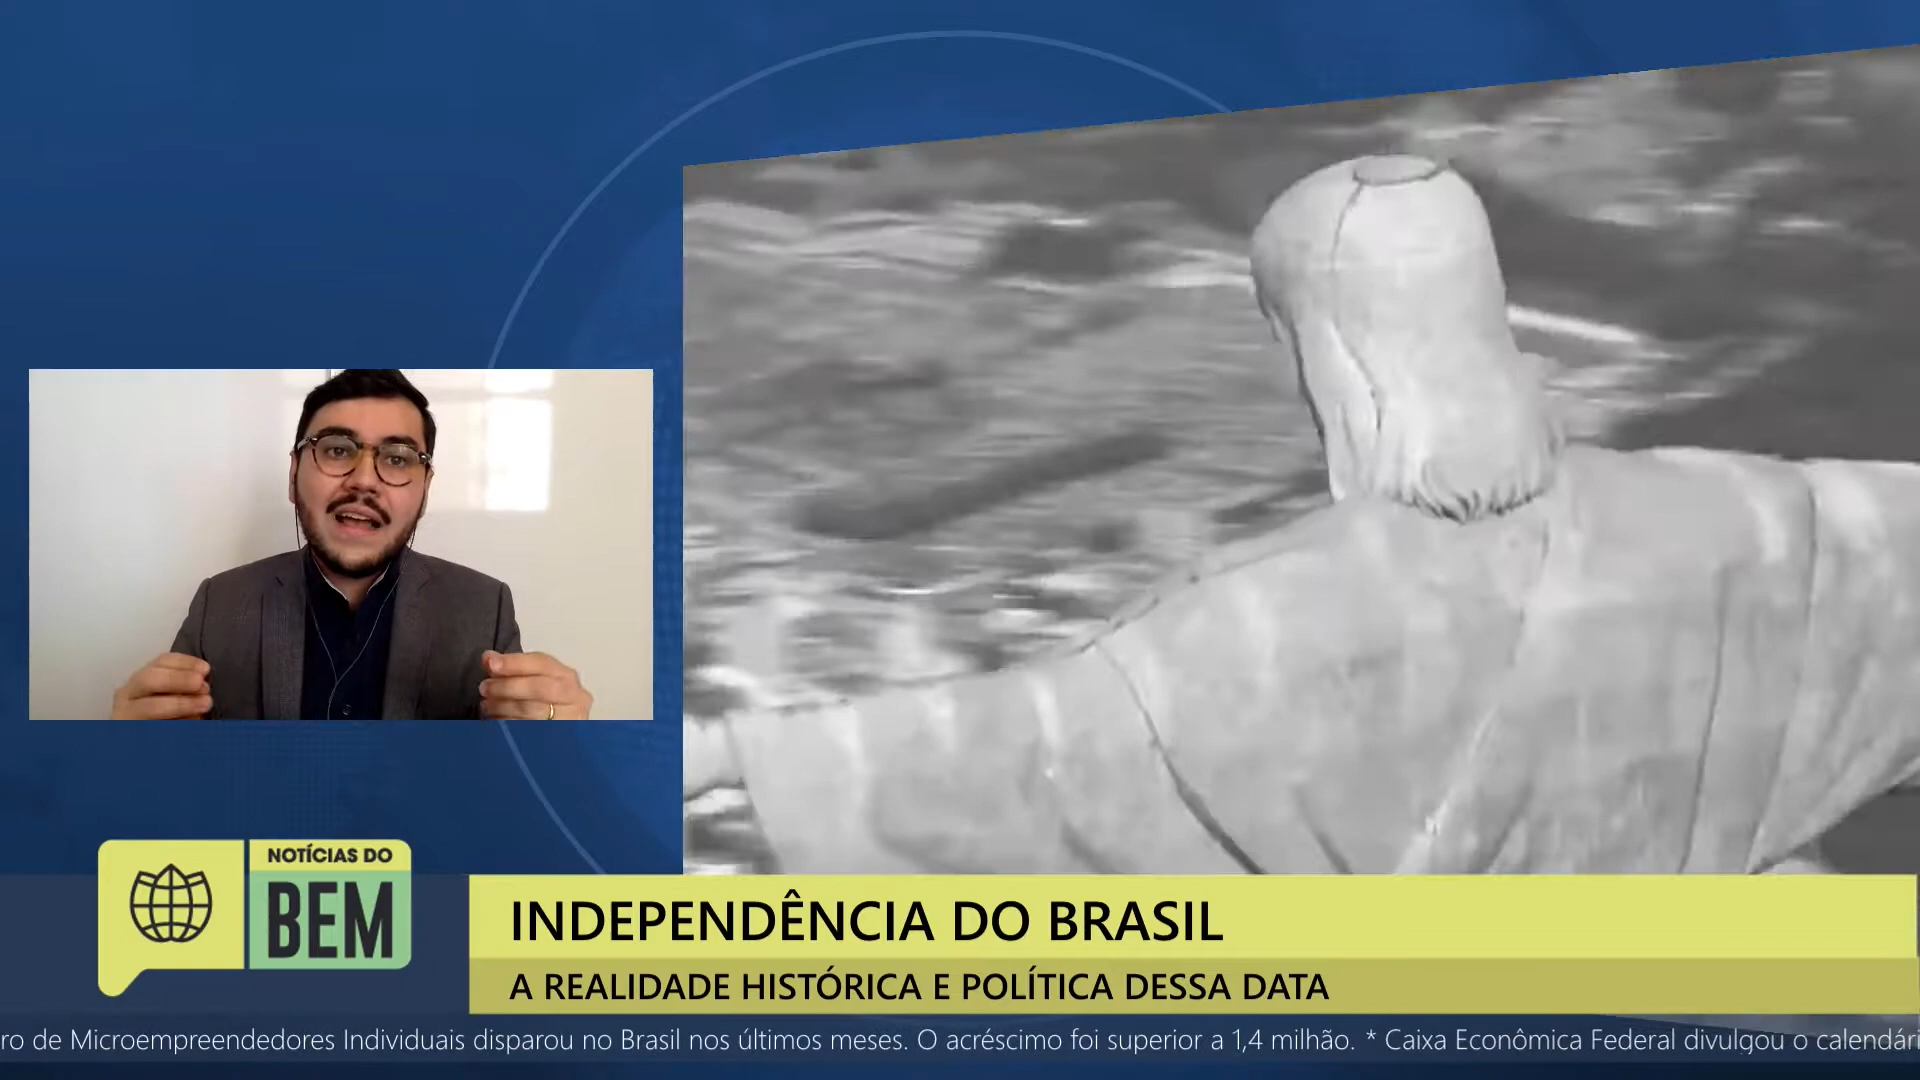 NOTÍCIAS DO
BEM
INDEPENDÊNCIA DO BRASIL
A REALIDADE HISTÓRICA E POLÍTICA DESSA DATA
ro de Microempreendedores Individuais disparou no Brasil nos últimos meses. O acréscimo foi superior a 1,4 milhão. * Caixa Econômica Federal divulgou o calendári